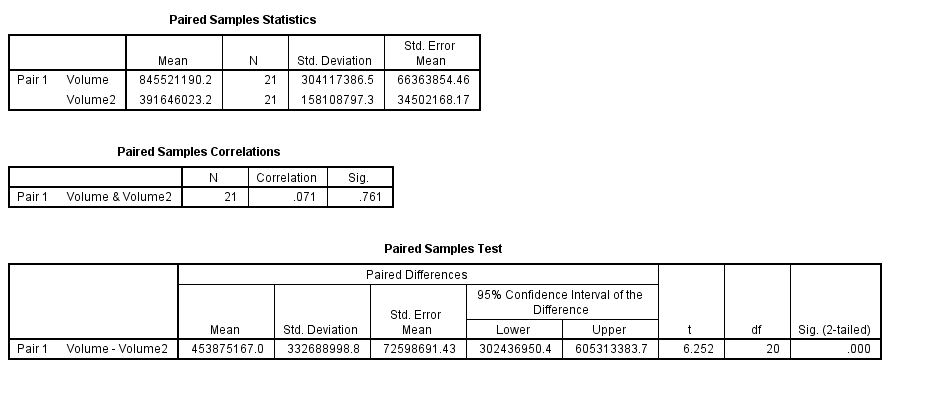 Paired Samples Statistics
Mean N Std. Deviation Std. Error Mean
Pair 1 Volume 845521190.2 21 304117386.5 66363854.46
Volume2 391646023.2 21 158108797.3 34502168.17
Paired Samples Correlations
N Correlation Sig.
Pair 1 Volume & Volume2 21 .071 .761
Paired Samples Test
Paired Differences
95% Confidence Interval of the Difference
Mean Std. Deviation Std. Error Mean Lower Upper t df Sig. (2-tailed)
Pair 1 Volume - Volume2 453875167.0 332688998.8 72598691.43 302436950.4 605313383.7 6.252 20 .000